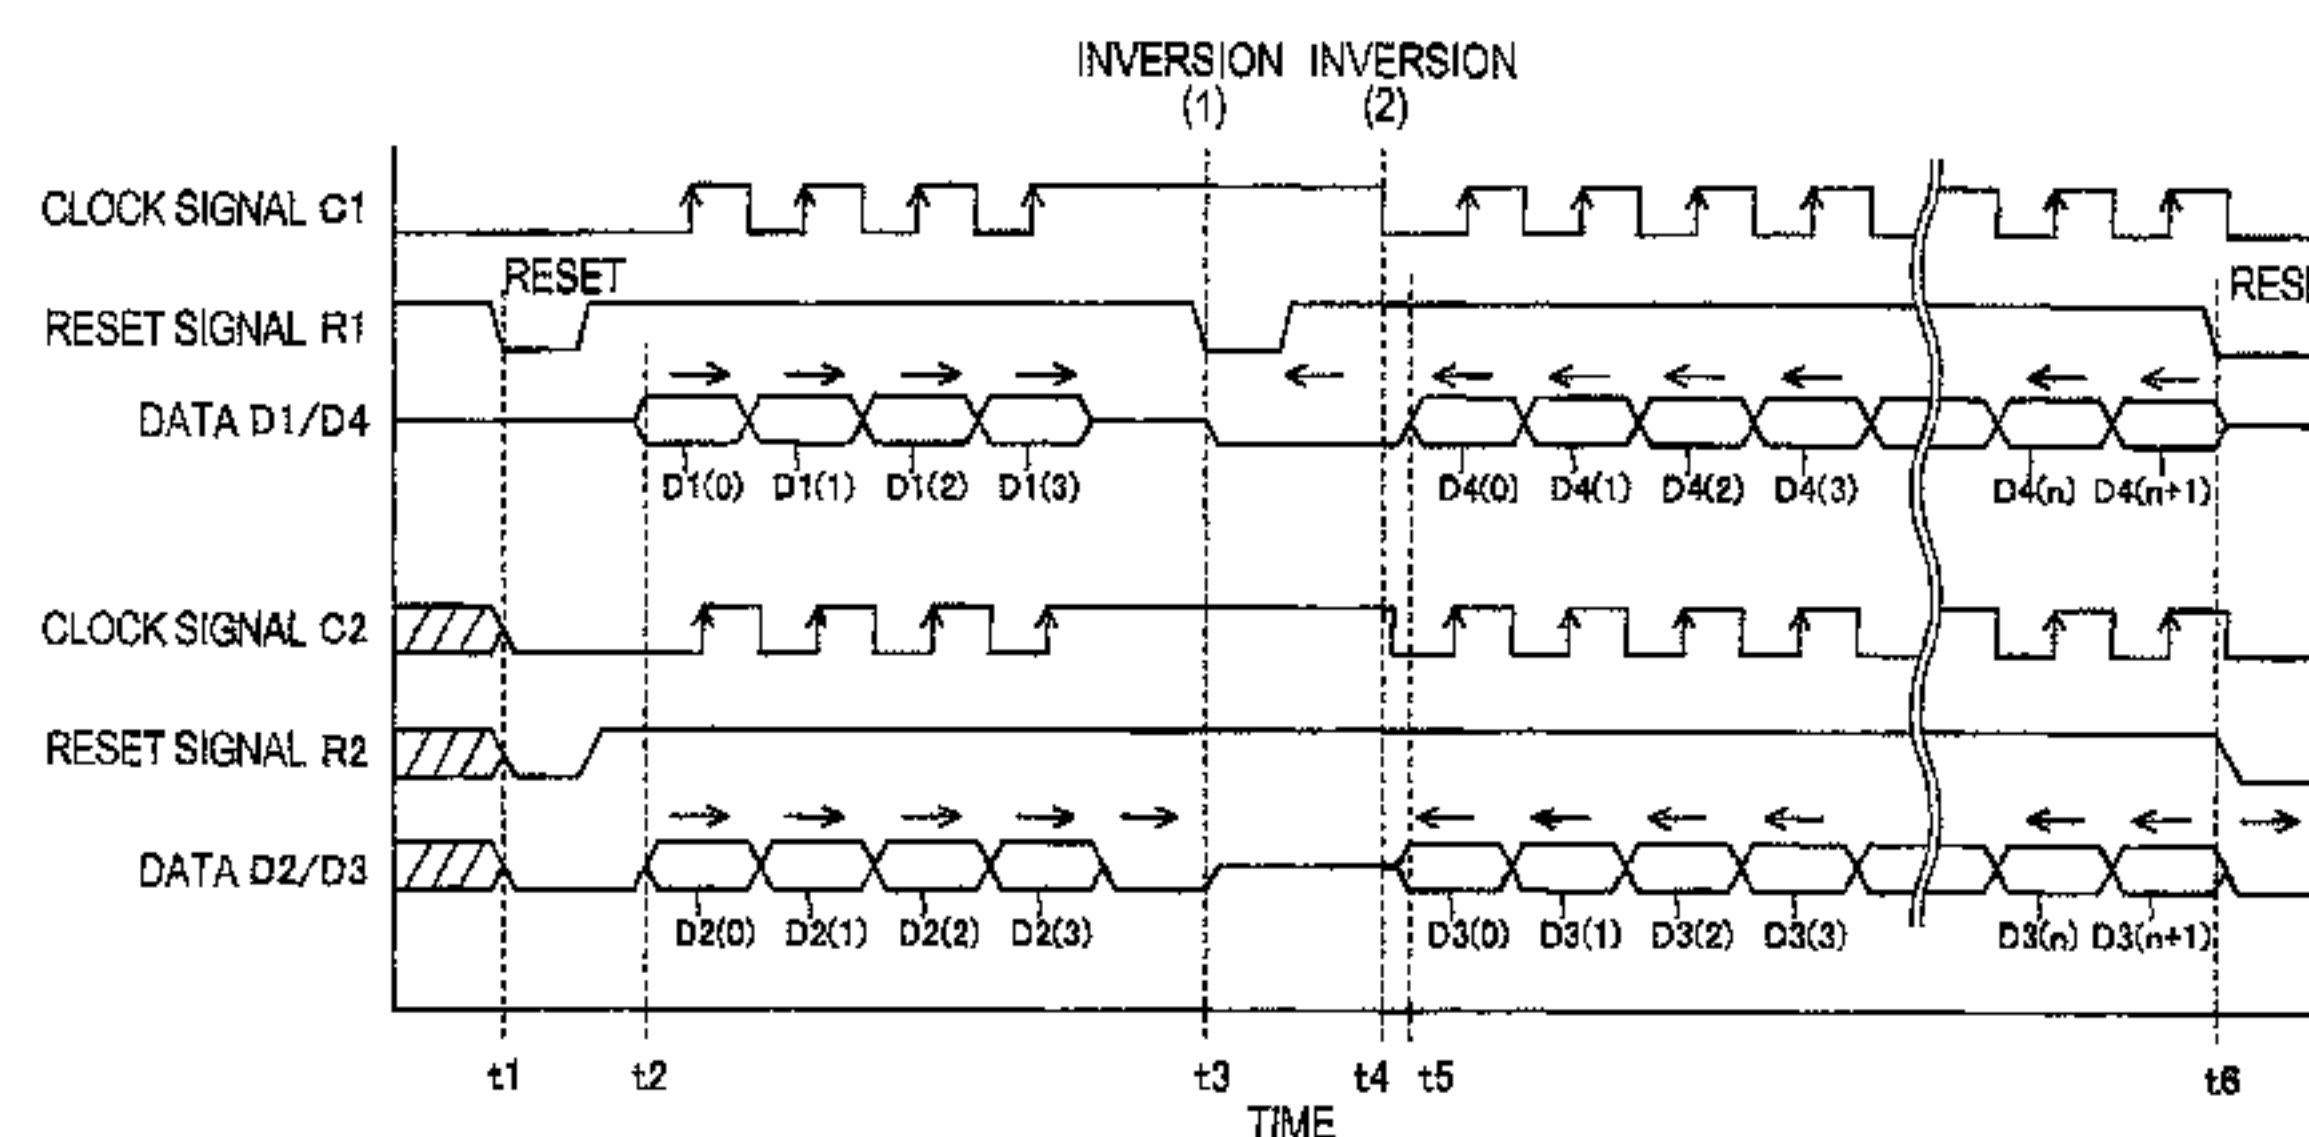 INVERSION INVERSION
(1) (2)
CLOCK SIGNAL C1
RESET
RESET SIGNAL R1
RESE
DATA D1/D4
D1(0) D1(1) D1(2) D1(3) D4(0) D4(1) D4(2) D4(3) D4(n) D4(n+1)
CLOCK SIGNAL C2
RESET SIGNAL R2
DATA D2/D3
D2(0) D2(1) D2(2) D2(3) D3(0) D3(1) D3(2) D3(3) D3(n) D3(n+1)
t1 t2 t3 t4 t5 t6
TIME